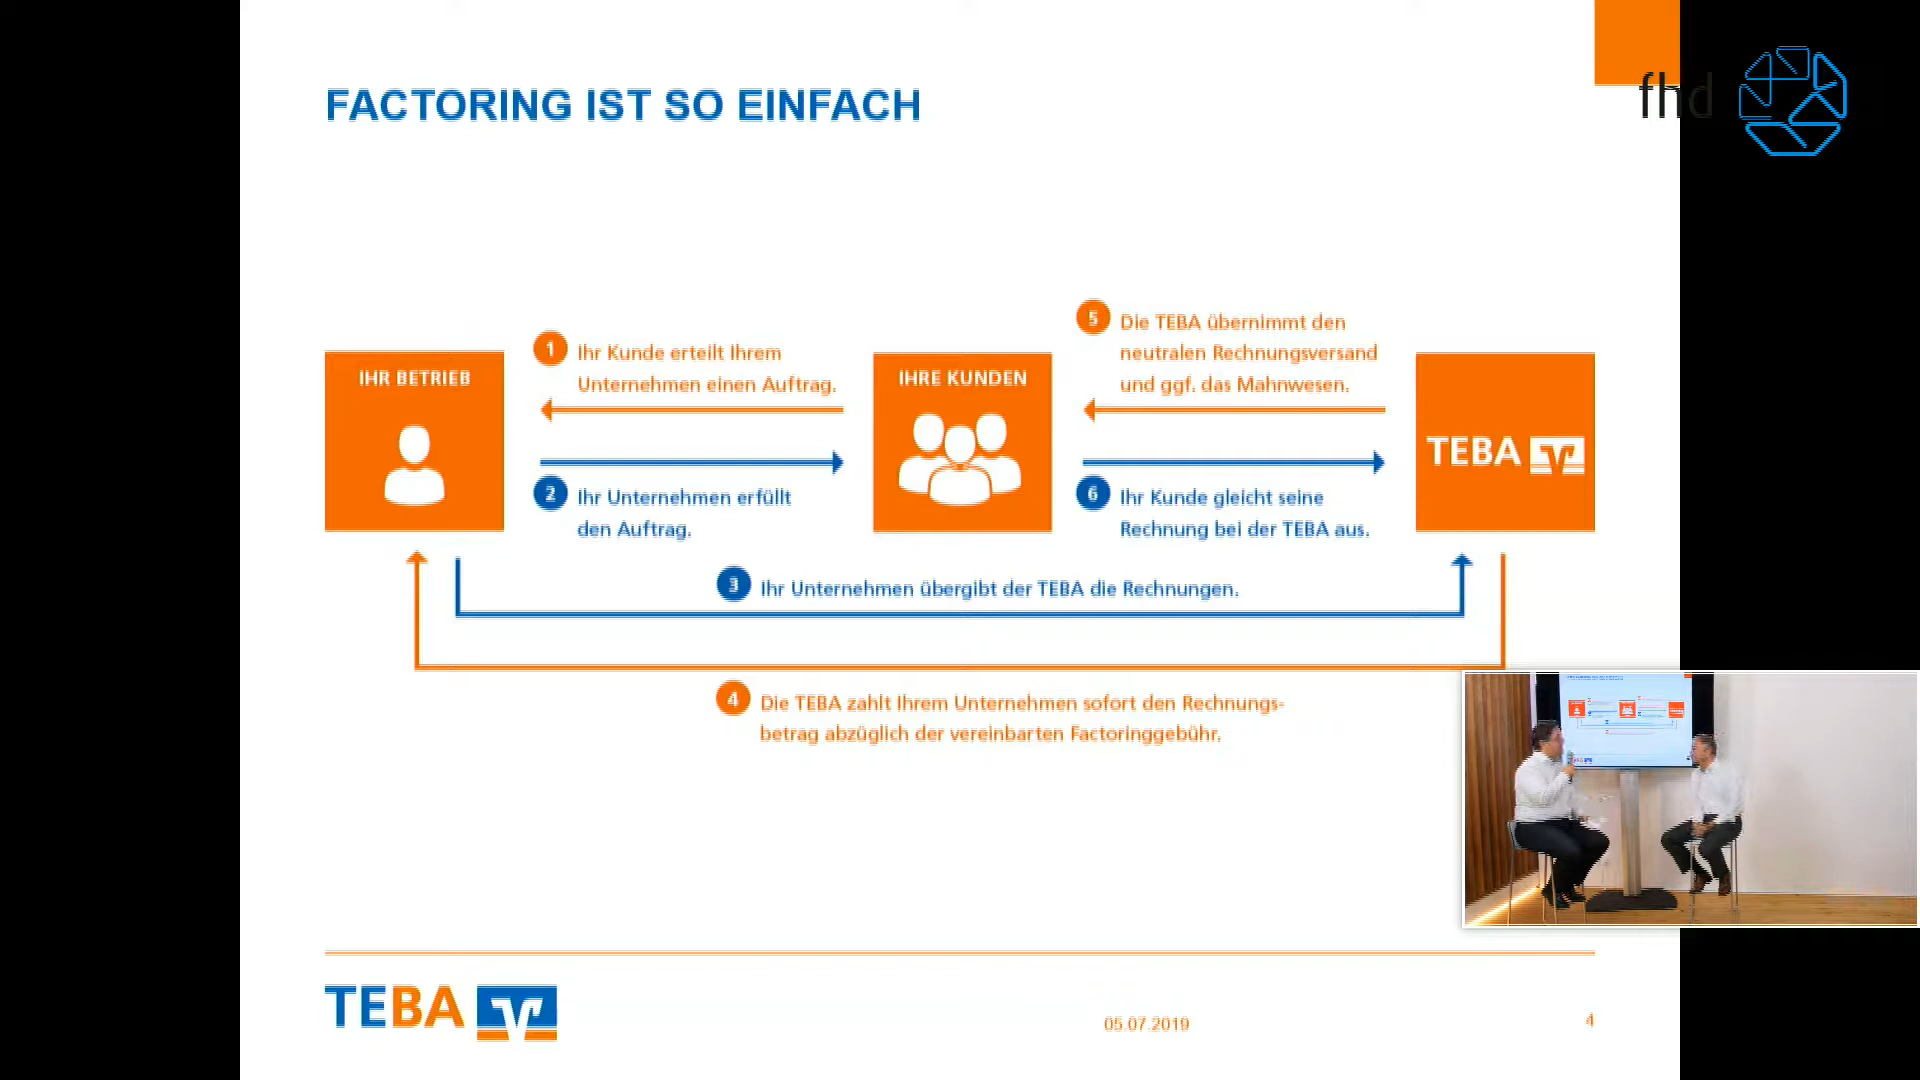 FACTORING IST SO EINFACH
fhd
IHR BETRIEB
1
Ihr Kunde erteilt Ihrem
Unternehmen einen Auftrag.
2
Ihr Unternehmen erfüllt
den Auftrag.
IHRE KUNDEN
5
Die TEBA übernimmt den
neutralen Rechnungsversand
und ggf. das Mahnwesen.
6
Ihr Kunde gleicht seine
Rechnung bei der TEBA aus.
TEBA
3
Ihr Unternehmen übergibt der TEBA die Rechnungen.
4
Die TEBA zahlt Ihrem Unternehmen sofort den Rechnungs-
betrag abzüglich der vereinbarten Factoringgebühr.
TEBA
05.07.2019
4